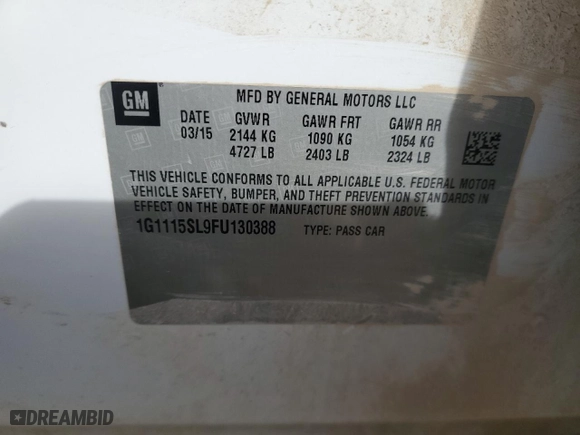 GM
MFD BY GENERAL MOTORS LLC
DATE GVWR GAWR FRT GAWR RR
03/15 2144 KG 1090 KG 1054 KG
4727 LB 2403 LB 2324 LB
THIS VEHICLE CONFORMS TO ALL APPLICABLE U.S. FEDERAL MOTOR
VEHICLE SAFETY, BUMPER, AND THEFT PREVENTION STANDARDS IN
EFFECT ON THE DATE OF MANUFACTURE SHOWN ABOVE.
1G1115SL9FU130388 TYPE: PASS CAR
DREAMBID